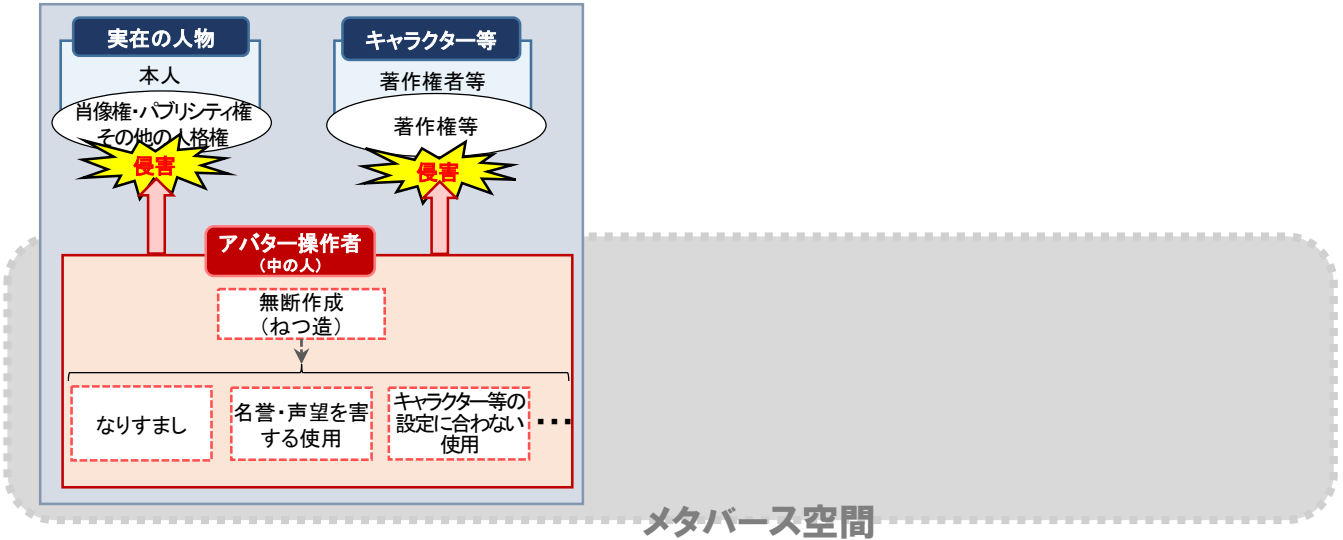 実在の人物
本人
肖像権・パブリシティ権
その他の人格権
侵害
キャラクター等
著作権者等
著作権等
侵害
アバター操作者
（中の人）
無断作成
（ねつ造）
なりすまし
名誉・声望を害
する使用
キャラクター等の
設定に合わない
使用
…
メタバース空間